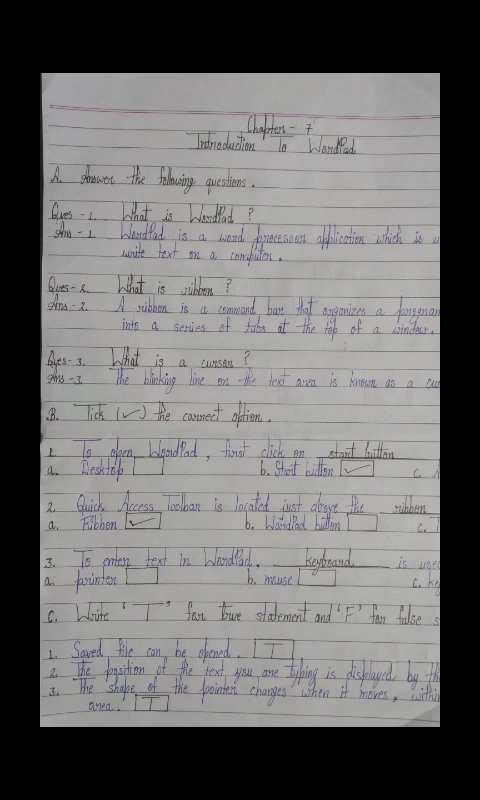 Chapter - 7
Introduction To WordPad
A. Answer the following questions.
Ques - 1. What is WordPad ?
Ans - 1. WordPad is a word processor application which is
write text on a computer.
Ques - 2. What is ribbon ?
Ans - 2. A ribbon is a command bar that organizes a program
into a series of tabs at the top of a window.
Ques - 3. What is a cursor ?
Ans - 3. The blinking line on the text area is known as a cur
B. Tick (✓) the correct option.
1. To open WordPad, first click on start button
a. Desktop b. Start button ✓ c.
2. Quick Access Toolbar is located just above the ribbon
a. Ribbon ✓ b. WordPad button c.
3. To enter text in WordPad, keyboard is used
a. printer b. mouse c. key
C. Write 'T' for true statement and 'F' for false s
1. Saved file can be opened. T
2. The position of the text you are typing is displayed by the
3. The shape of the pointer changes when it moves, within
area. T